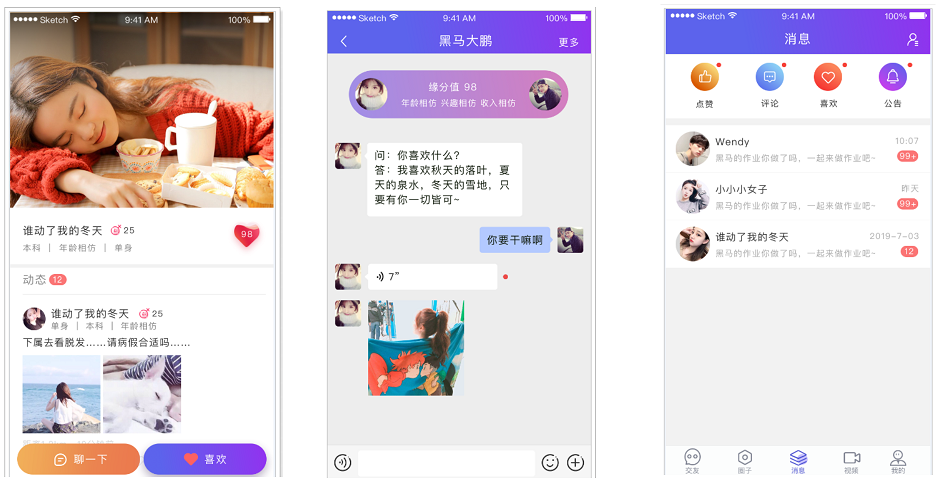 Sketch 9:41 AM 100%
谁动了我的冬天 25
98
本科 | 年龄相仿 | 单身
动态 12
谁动了我的冬天 25
单身 | 本科 | 年龄相仿
下属去看脱发……请病假合适吗……
聊一下
喜欢
Sketch 9:41 AM 100%
黑马大鹏
更多
缘分值 98
年龄相仿 兴趣相仿 收入相仿
问：你喜欢什么?
答：我喜欢秋天的落叶，夏
天的泉水，冬天的雪地，只
要有你一切皆可~
你要干嘛啊
7”
Sketch 9:41 AM 100%
消息
点赞
评论
喜欢
公告
Wendy 10:07
黑马的作业你做了吗，一起来做作业吧~ 99+
小小小女子 昨天
黑马的作业你做了吗，一起来做作业吧~ 99+
谁动了我的冬天 2019-7-03
黑马的作业你做了吗，一起来做作业吧~ 12
交友
圈子
消息
视频
我的